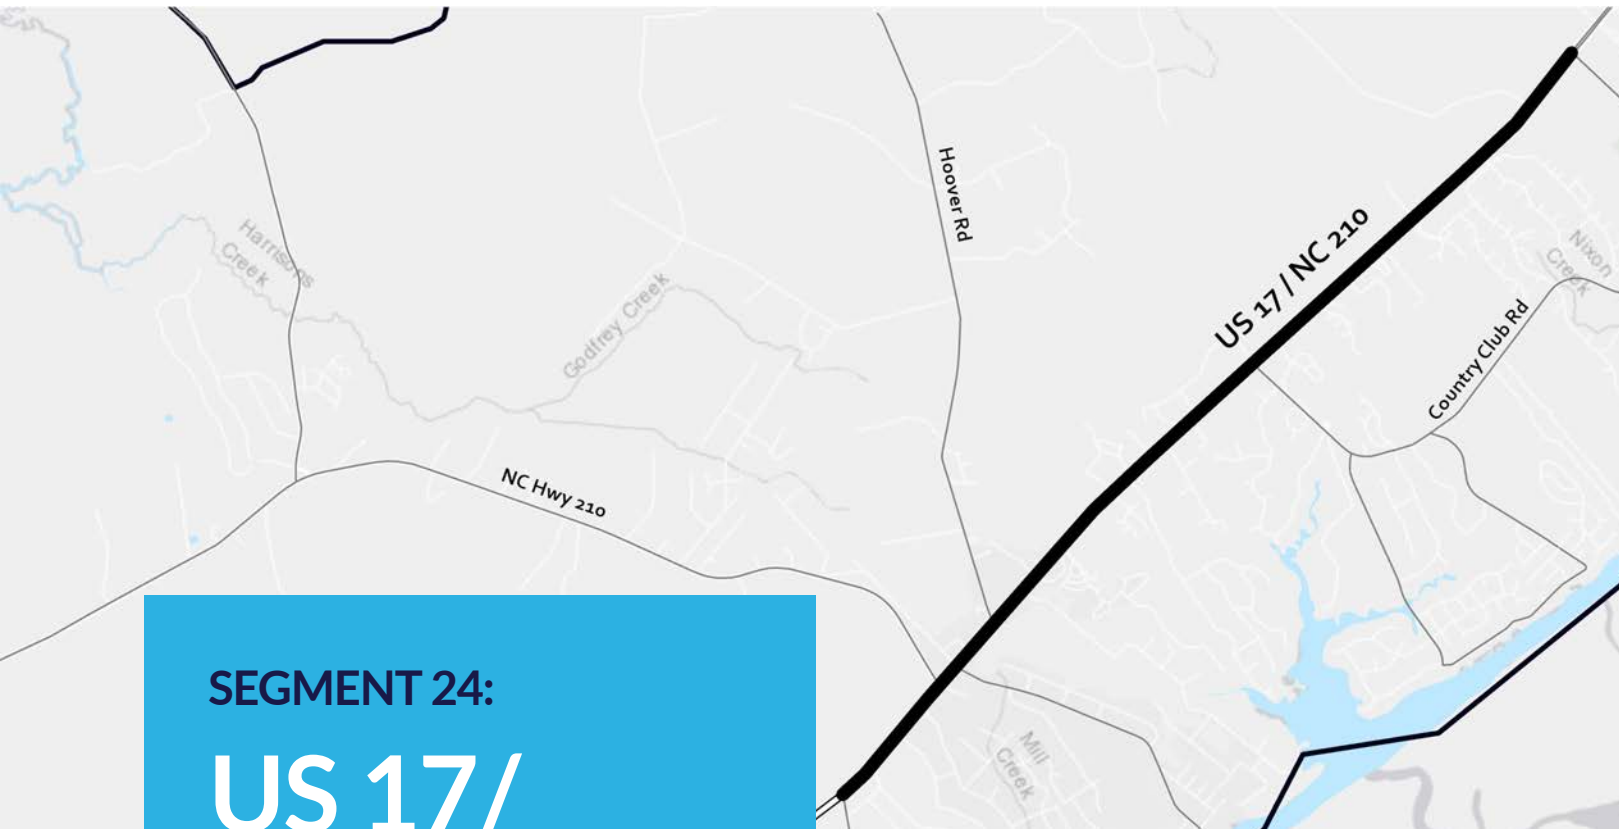 Hoover Rd
US 17 / NC 210
Nixon
Creek
Harrisons
Creek
Godfrey Creek
Country Club Rd
NC Hwy 210
Mill
Creek
SEGMENT 24:
US 17/